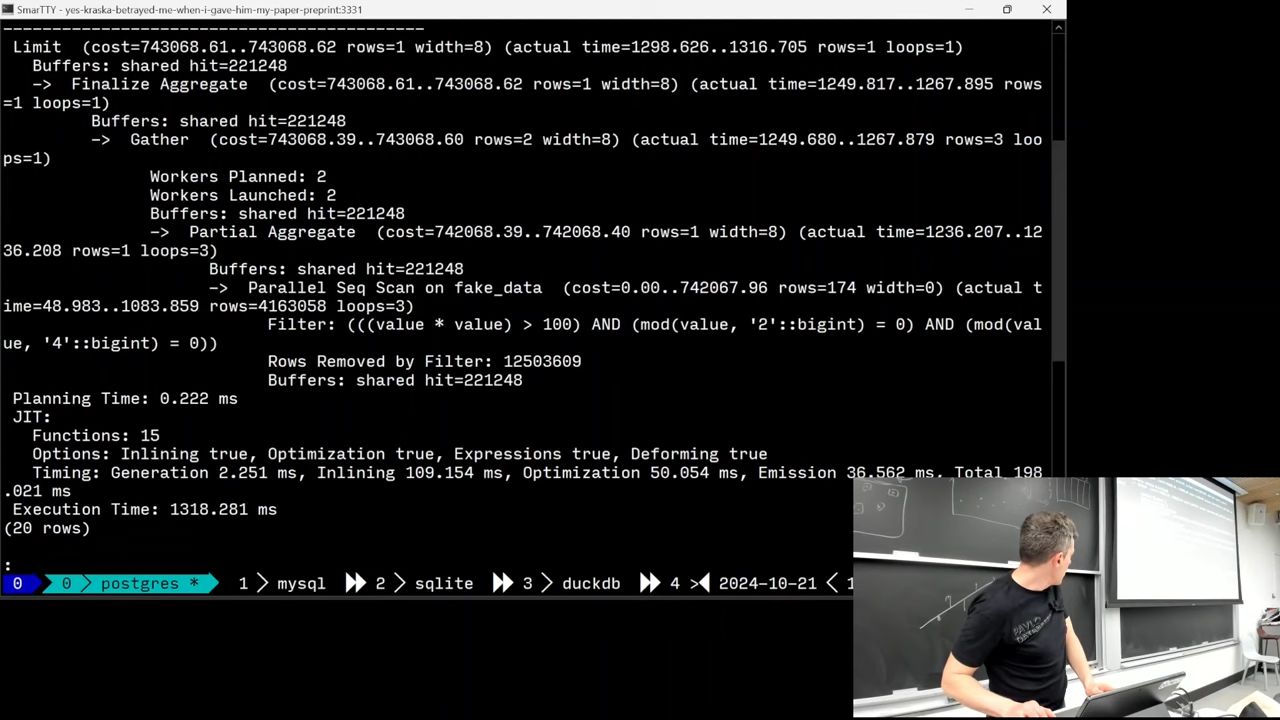 SmarTTY - yes-kraska-betrayed-me-when-i-gave-him-my-paper-preprint:3331
-------------------------------------------
Limit (cost=743068.61..743068.62 rows=1 width=8) (actual time=1298.626..1316.705 rows=1 loops=1)
Buffers: shared hit=221248
-> Finalize Aggregate (cost=743068.61..743068.62 rows=1 width=8) (actual time=1249.817..1267.895 rows
=1 loops=1)
Buffers: shared hit=221248
-> Gather (cost=743068.39..743068.60 rows=2 width=8) (actual time=1249.680..1267.879 rows=3 loo
ps=1)
Workers Planned: 2
Workers Launched: 2
Buffers: shared hit=221248
-> Partial Aggregate (cost=742068.39..742068.40 rows=1 width=8) (actual time=1236.207..12
36.208 rows=1 loops=3)
Buffers: shared hit=221248
-> Parallel Seq Scan on fake_data (cost=0.00..742067.96 rows=174 width=0) (actual t
ime=48.983..1083.859 rows=4163058 loops=3)
Filter: (((value * value) > 100) AND (mod(value, '2'::bigint) = 0) AND (mod(val
ue, '4'::bigint) = 0))
Rows Removed by Filter: 12503609
Buffers: shared hit=221248
Planning Time: 0.222 ms
JIT:
Functions: 15
Options: Inlining true, Optimization true, Expressions true, Deforming true
Timing: Generation 2.251 ms, Inlining 109.154 ms, Optimization 50.054 ms, Emission 36.562 ms, Total 198
.021 ms
Execution Time: 1318.281 ms
(20 rows)
:
0 0 > postgres * 1 > mysql 2 > sqlite 3 > duckdb 4 > 2024-10-21 < 1